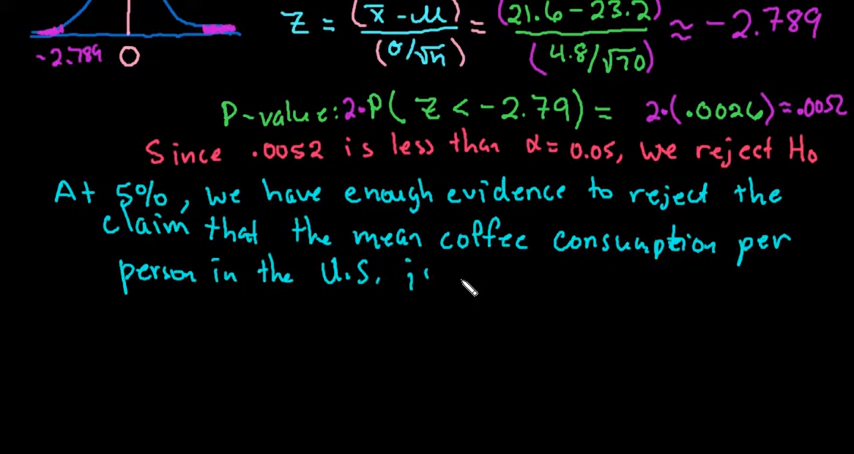 Z = (x̄ - μ) / (σ/√n) = (21.6 - 23.2) / (4.8/√70) ≈ -2.789
-2.789 0
P-value: 2·P(Z < -2.79) = 2·(.0026) = .0052
Since .0052 is less than α = 0.05, we reject H₀
At 5%, we have enough evidence to reject the
claim that the mean coffee consumption per
person in the U.S.